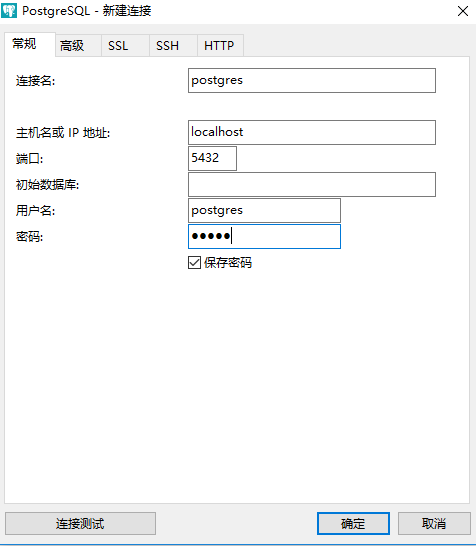 PostgreSQL - 新建连接
常规 高级 SSL SSH HTTP
连接名: postgres
主机名或 IP 地址: localhost
端口: 5432
初始数据库:
用户名: postgres
密码: ●●●●●
保存密码
连接测试 确定 取消